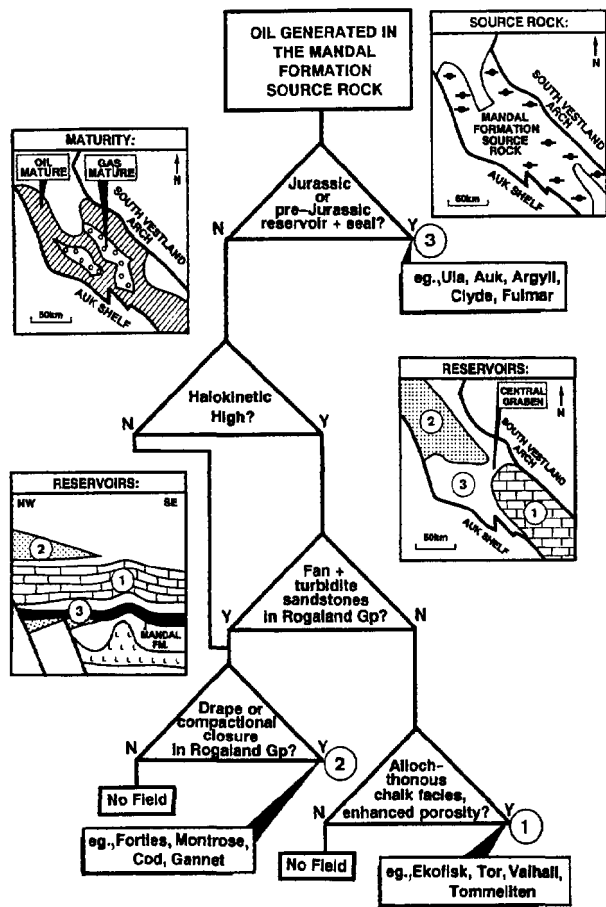 OIL GENERATED IN
THE MANDAL
FORMATION
SOURCE ROCK
SOURCE ROCK:
N
SOUTH VESTLAND
ARCH
MANDAL
FORMATION
SOURCE
ROCK
AUK SHELF
50km
MATURITY:
OIL
MATURE
GAS
MATURE
N
SOUTH VESTLAND
ARCH
AUK SHELF
50km
Jurassic
or
pre-Jurassic
reservoir + seal?
N
Y
3
eg.,Ula, Auk, Argyll,
Clyde, Fulmar
Halokinetic
High?
N
Y
RESERVOIRS:
CENTRAL
GRABEN
N
2
SOUTH VESTLAND
ARCH
3
1
AUK SHELF
50km
RESERVOIRS:
NW
SE
2
1
3
MANDAL
FM.
Fan +
turbidite
sandstones
in Rogaland Gp?
Y
N
Drape or
compactional
closure
in Rogaland Gp?
N
Y
2
No Field
eg.,Forties, Montrose,
Cod, Gannet
Alloch-
thonous
chalk facies,
enhanced porosity?
N
Y
1
No Field
eg.,Ekofisk, Tor, Valhall,
Tommeliten